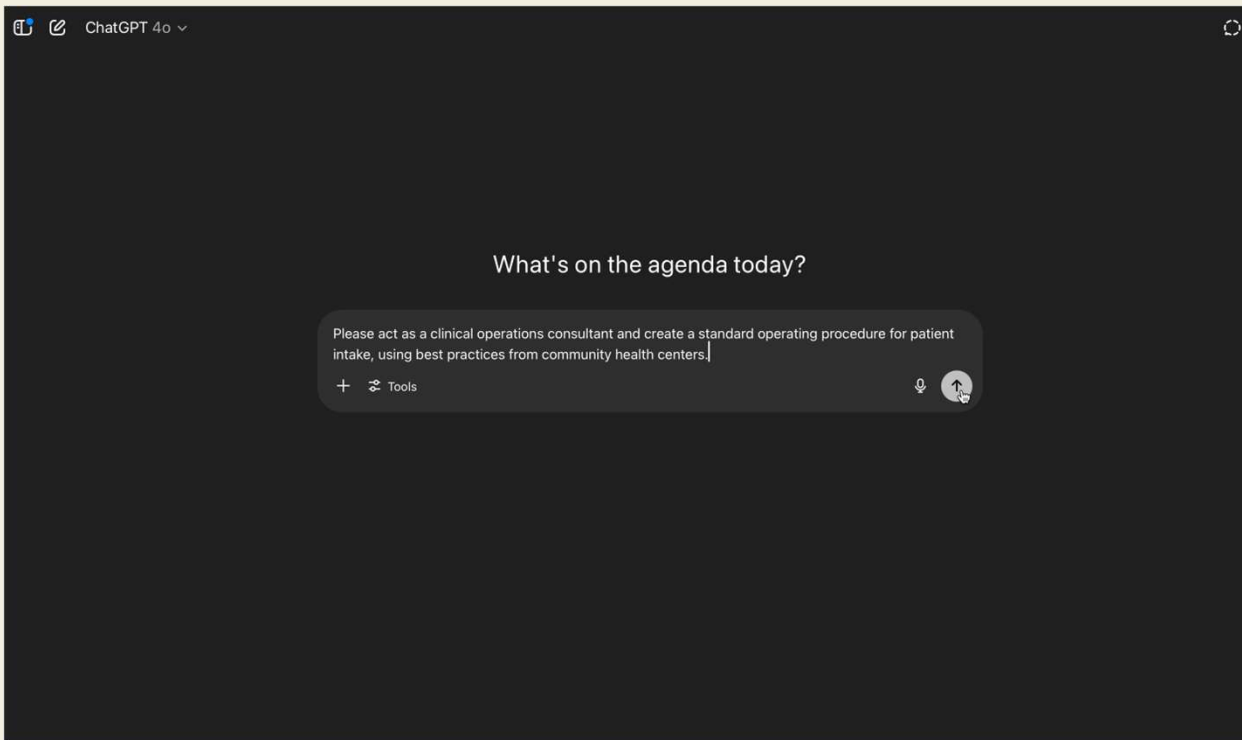 ChatGPT 4o
What's on the agenda today?
Please act as a clinical operations consultant and create a standard operating procedure for patient
intake, using best practices from community health centers.
Tools